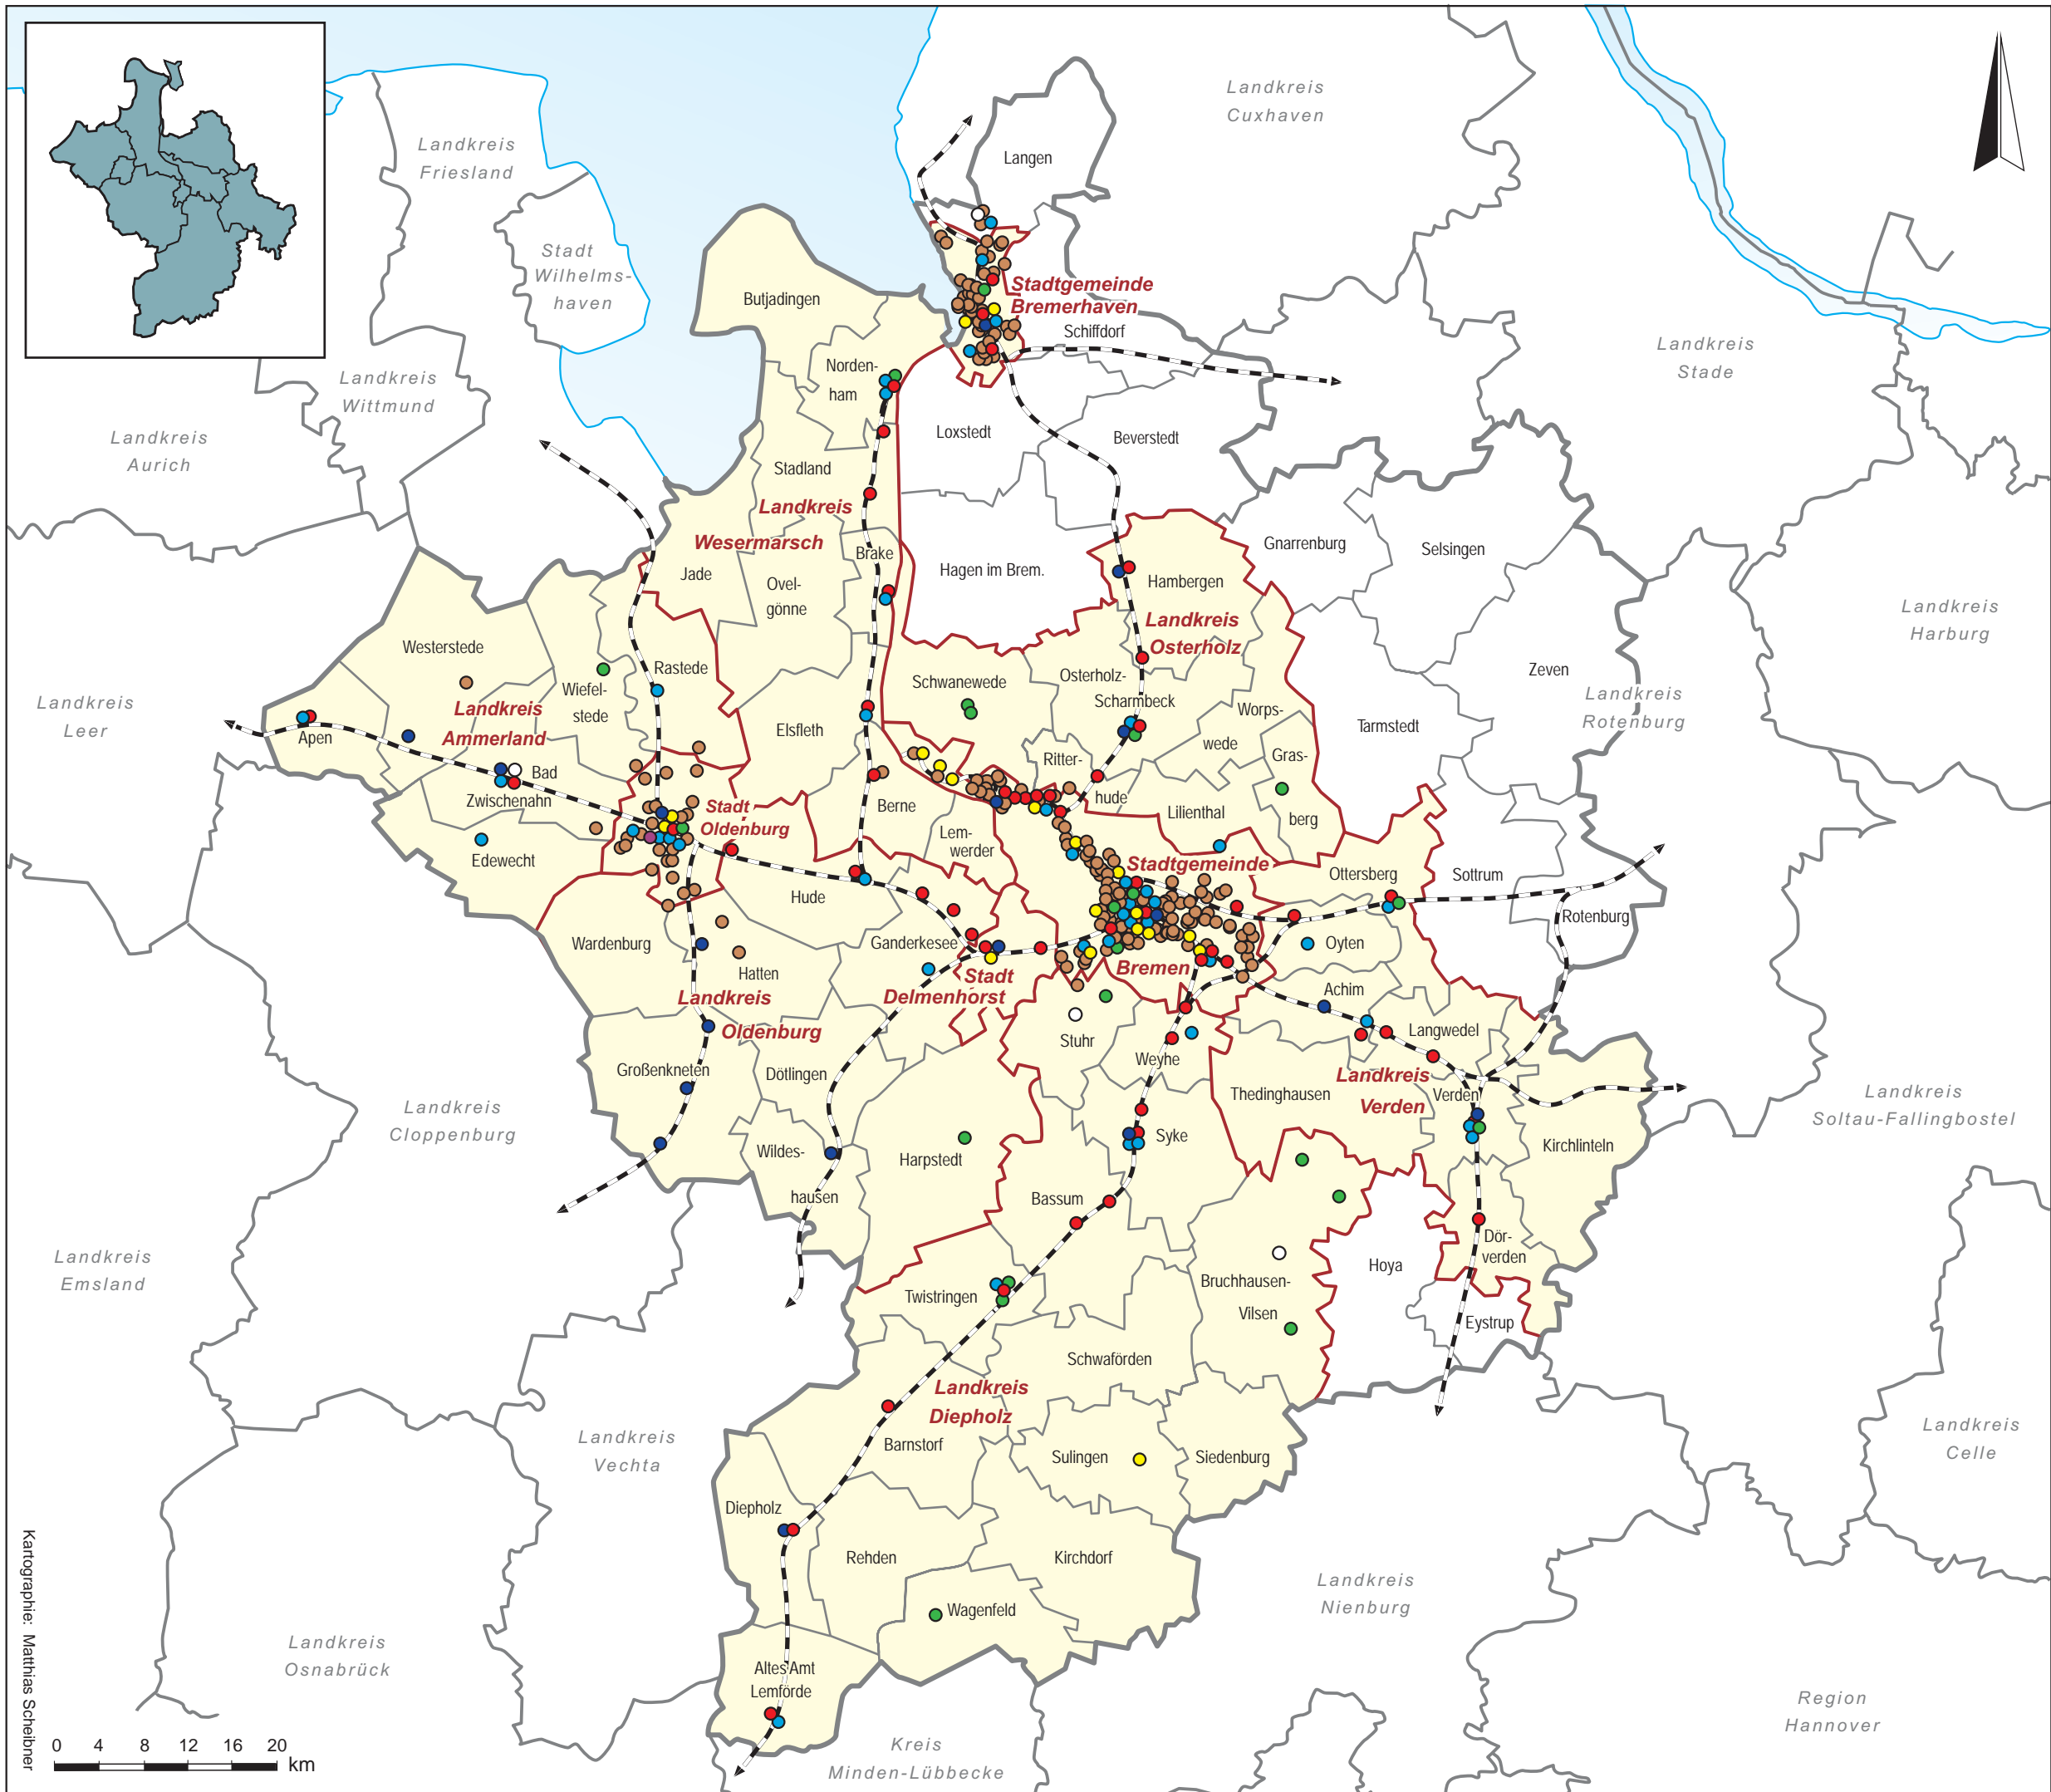 Landkreis
Cuxhaven
Landkreis
Friesland
Langen
Stadt
Wilhelms-
haven
Stadtgemeinde
Bremerhaven
Butjadingen
Schiffdorf
Landkreis
Stade
Norden-
ham
Landkreis
Wittmund
Landkreis
Aurich
Loxstedt
Beverstedt
Stadland
Landkreis
Wesermarsch
Brake
Jade
Ovel-
gönne
Hagen im Brem.
Hambergen
Gnarrenburg
Selsingen
Landkreis
Osterholz
Landkreis
Harburg
Westerstede
Rastede
Wiefel-
stede
Schwanewede
Osterholz-
Scharmbeck
Zeven
Landkreis
Rotenburg
Landkreis
Leer
Landkreis
Ammerland
Apen
Elsfleth
Worps-
wede
Tarmstedt
Ritter-
hude
Gras-
berg
Bad
Zwischenahn
Stadt
Oldenburg
Berne
Lilienthal
Lem-
werder
Edewecht
Stadtgemeinde
Bremen
Ottersberg
Sottrum
Hude
Rotenburg
Wardenburg
Ganderkesee
Oyten
Hatten
Stadt
Delmenhorst
Achim
Landkreis
Oldenburg
Langwedel
Stuhr
Weyhe
Großenkneten
Dötlingen
Landkreis
Verden
Thedinghausen
Verden
Landkreis
Cloppenburg
Landkreis
Soltau-Fallingbostel
Syke
Kirchlinteln
Wildes-
hausen
Harpstedt
Bassum
Dör-
verden
Landkreis
Emsland
Hoya
Bruchhausen-
Vilsen
Twistringen
Eystrup
Schwaförden
Landkreis
Diepholz
Landkreis
Celle
Landkreis
Vechta
Barnstorf
Sulingen
Siedenburg
Diepholz
Rehden
Kirchdorf
Landkreis
Nienburg
Wagenfeld
Landkreis
Osnabrück
Altes Amt
Lemförde
Region
Hannover
Kreis
Minden-Lübbecke
0 4 8 12 16 20 km
Kartographie: Matthias Scheibner